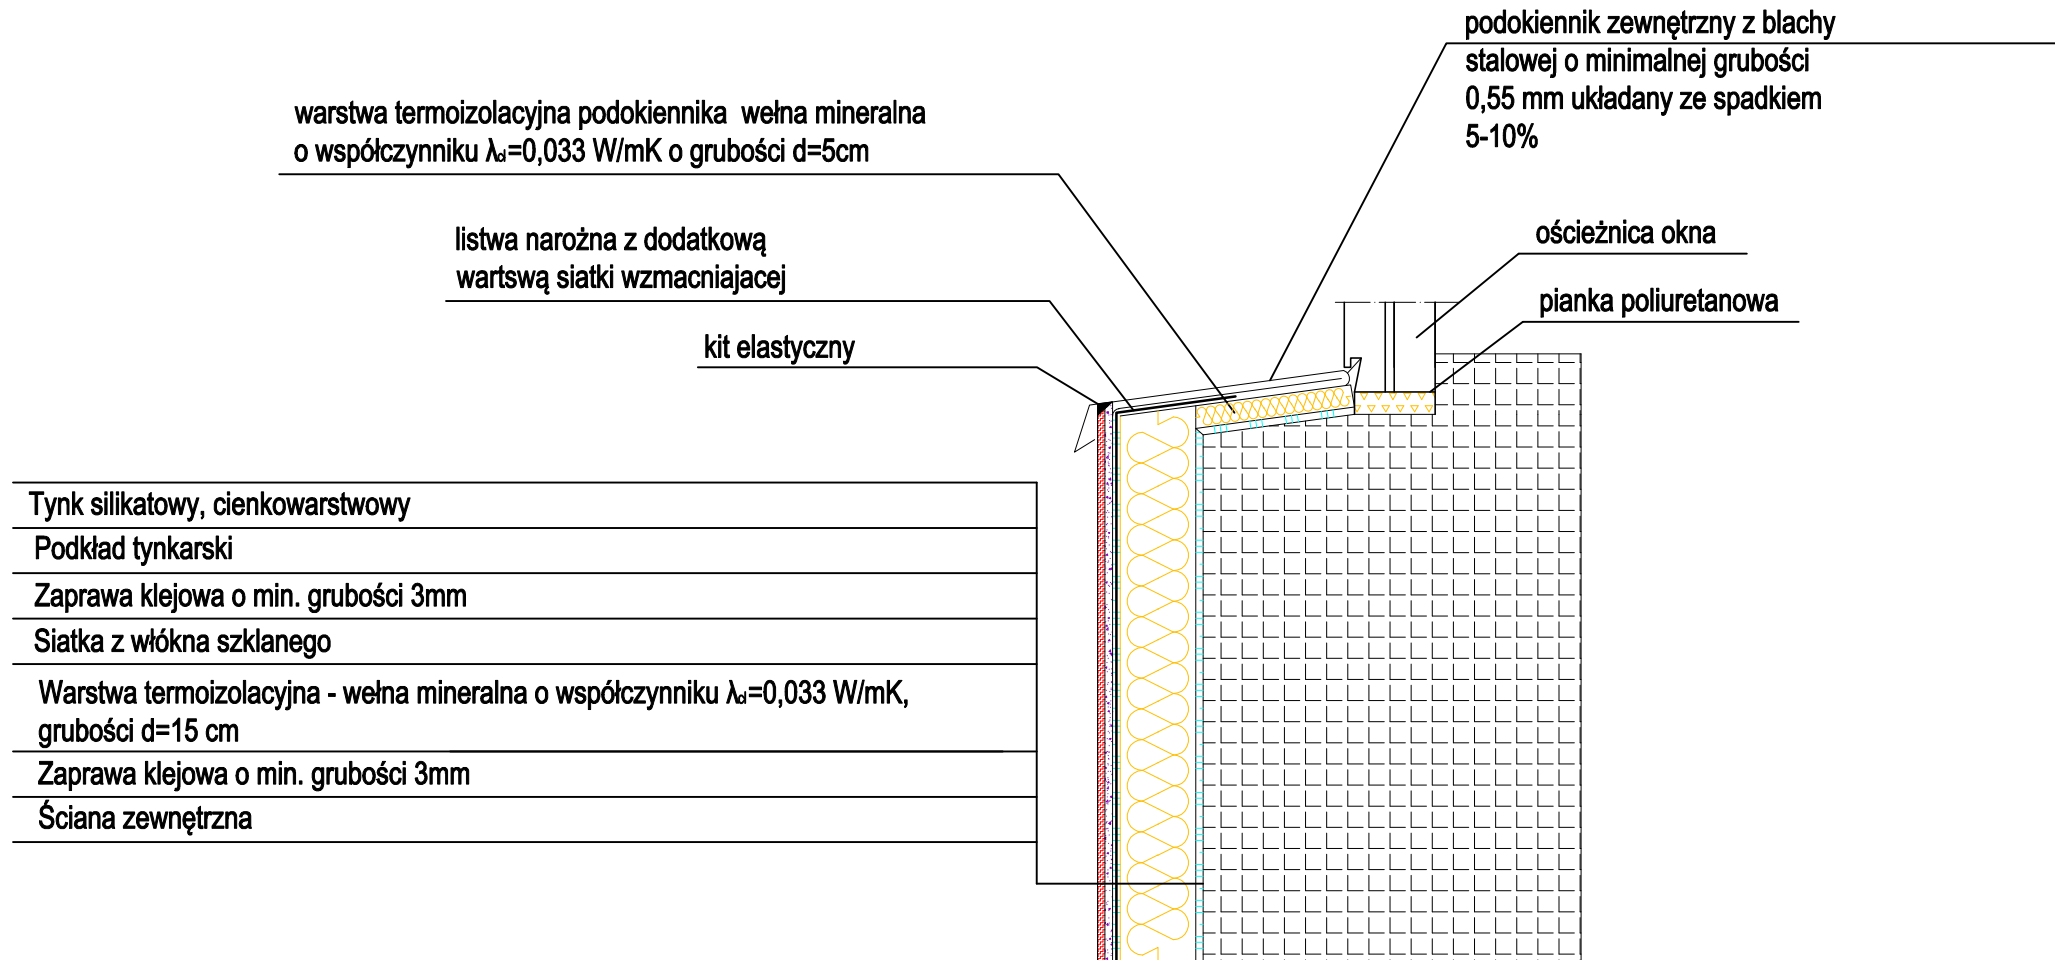 podokiennik zewnętrzny z blachy
stalowej o minimalnej grubości
0,55 mm układany ze spadkiem
5-10%
warstwa termoizolacyjna podokiennika wełna mineralna
o współczynniku λd=0,033 W/mK o grubości d=5cm
listwa narożna z dodatkową
wartswą siatki wzmacniajacej
ościeżnica okna
pianka poliuretanowa
kit elastyczny
Tynk silikatowy, cienkowarstwowy
Podkład tynkarski
Zaprawa klejowa o min. grubości 3mm
Siatka z włókna szklanego
Warstwa termoizolacyjna - wełna mineralna o współczynniku λd=0,033 W/mK,
grubości d=15 cm
Zaprawa klejowa o min. grubości 3mm
Ściana zewnętrzna